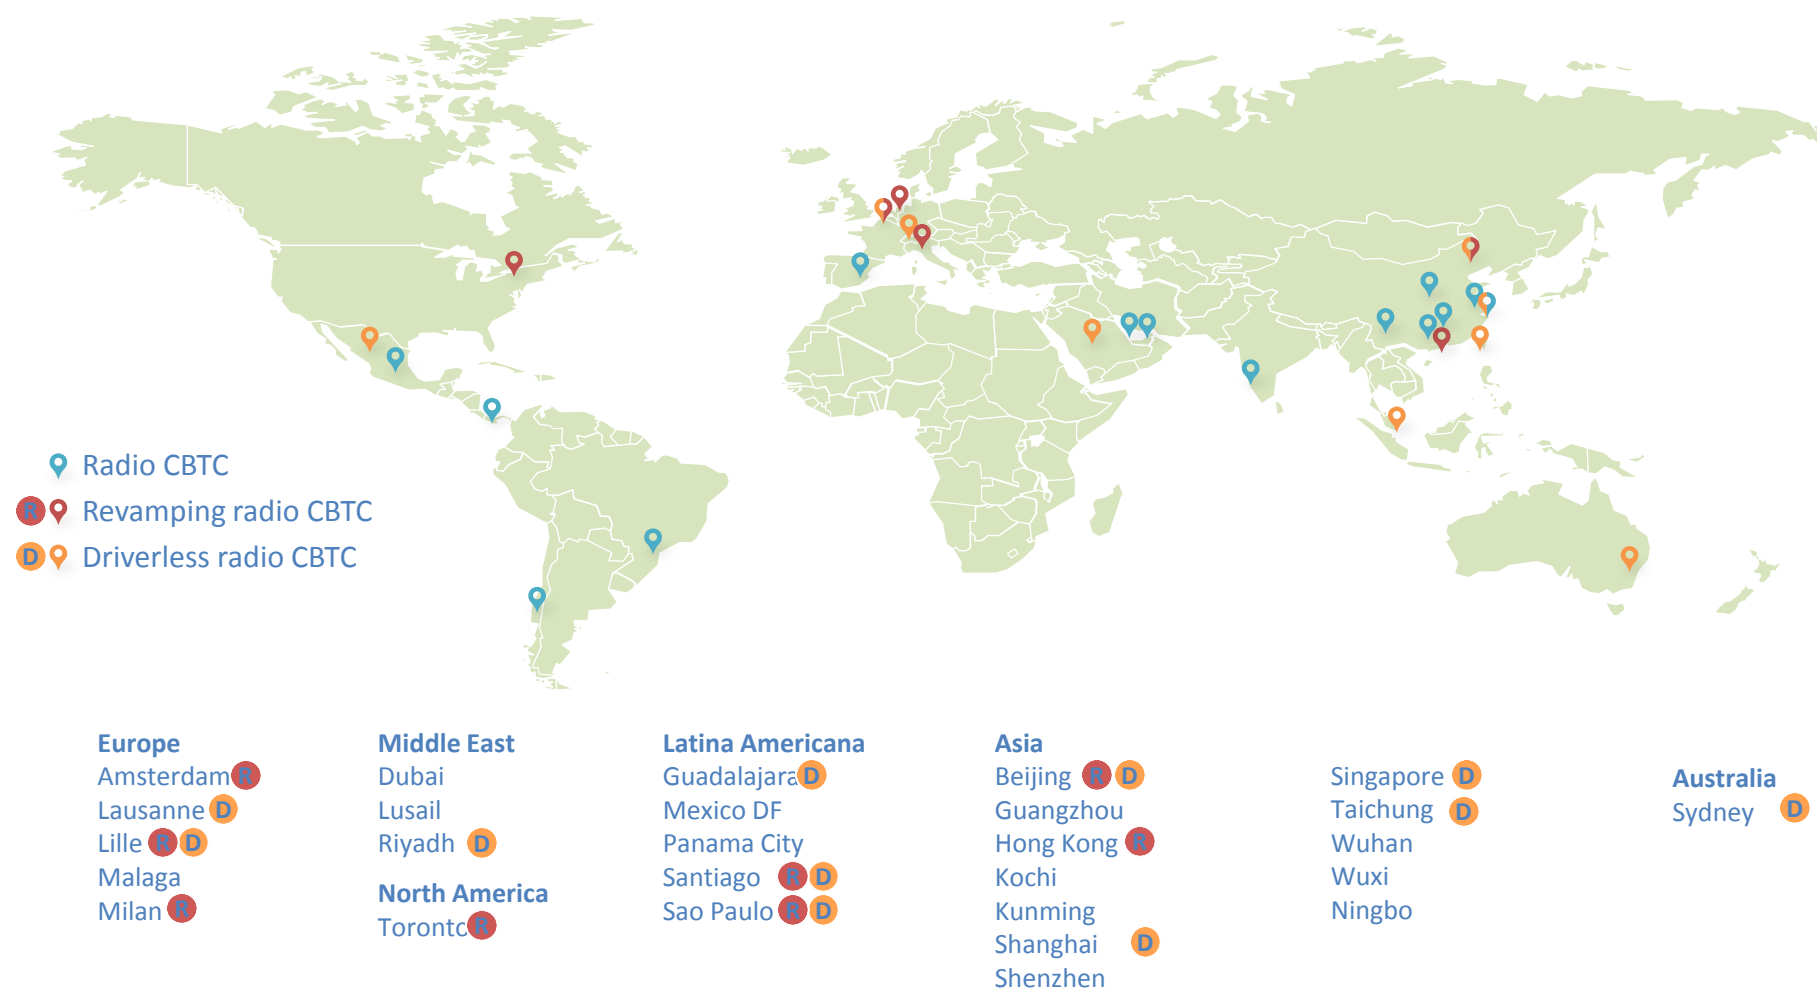 Radio CBTC
R Revamping radio CBTC
D Driverless radio CBTC
Europe
Amsterdam R
Lausanne D
Lille R D
Malaga
Milan R
Middle East
Dubai
Lusail
Riyadh D
North America
Toronto R
Latina Americana
Guadalajara D
Mexico DF
Panama City
Santiago R D
Sao Paulo R D
Asia
Beijing R D
Guangzhou
Hong Kong R
Kochi
Kunming
Shanghai D
Shenzhen
Singapore D
Taichung D
Wuhan
Wuxi
Ningbo
Australia
Sydney D